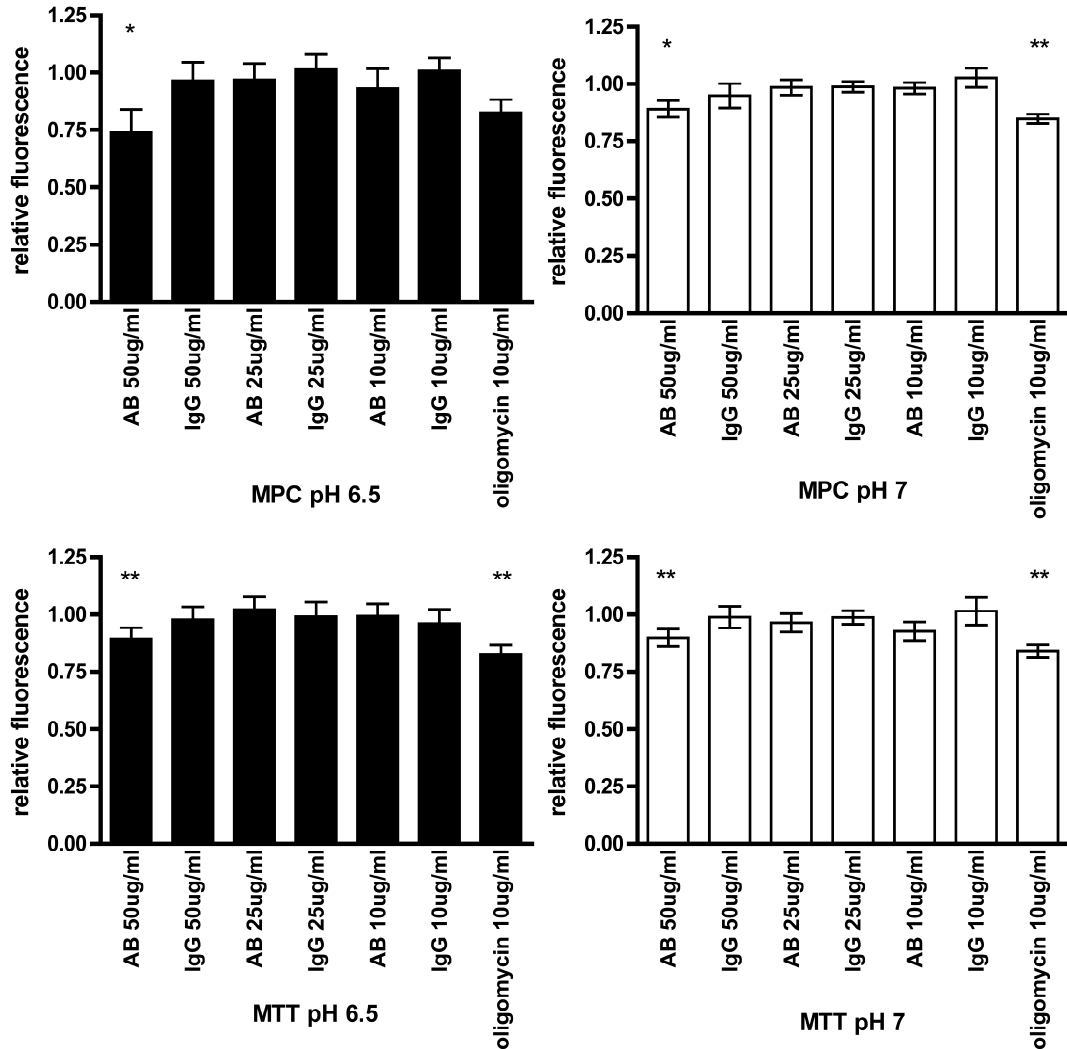 relative fluorescence
1.25
1.00
0.75
0.50
0.25
0.00
*
AB 50ug/ml
IgG 50ug/ml
AB 25ug/ml
IgG 25ug/ml
AB 10ug/ml
IgG 10ug/ml
oligomycin 10ug/ml
MPC pH 6.5
relative fluorescence
1.25
1.00
0.75
0.50
0.25
0.00
*
**
AB 50ug/ml
IgG 50ug/ml
AB 25ug/ml
IgG 25ug/ml
AB 10ug/ml
IgG 10ug/ml
oligomycin 10ug/ml
MPC pH 7
relative fluorescence
1.25
1.00
0.75
0.50
0.25
0.00
**
**
AB 50ug/ml
IgG 50ug/ml
AB 25ug/ml
IgG 25ug/ml
AB 10ug/ml
IgG 10ug/ml
oligomycin 10ug/ml
MTT pH 6.5
relative fluorescence
1.25
1.00
0.75
0.50
0.25
0.00
**
**
AB 50ug/ml
IgG 50ug/ml
AB 25ug/ml
IgG 25ug/ml
AB 10ug/ml
IgG 10ug/ml
oligomycin 10ug/ml
MTT pH 7